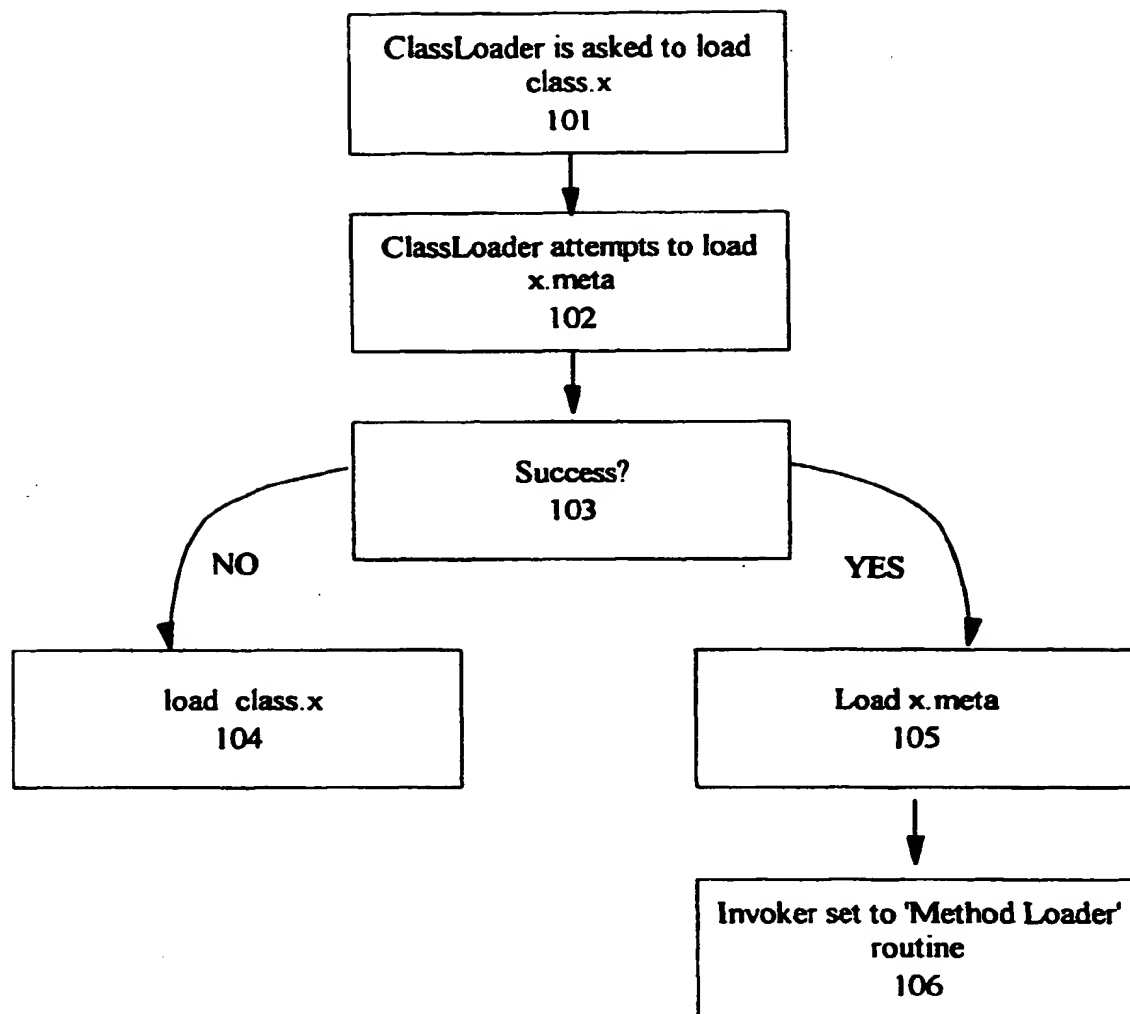 ClassLoader is asked to load
class.x
101
ClassLoader attempts to load
x.meta
102
Success?
103
NO
YES
load class.x
104
Load x.meta
105
Invoker set to 'Method Loader'
routine
106